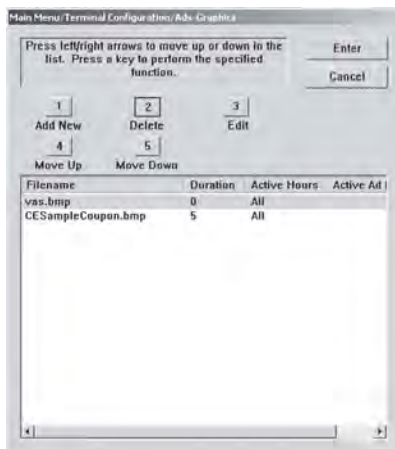 Main Menu/Terminal Configuration/Ads-Graphics
Press left/right arrows to move up or down in the
list. Press a key to perform the specified
function.
Enter
Cancel
1
Add New
2
Delete
3
Edit
4
Move Up
5
Move Down
Filename Duration Active Hours Active Ad
vas.bmp 0 All
CESampleCoupon.bmp 5 All